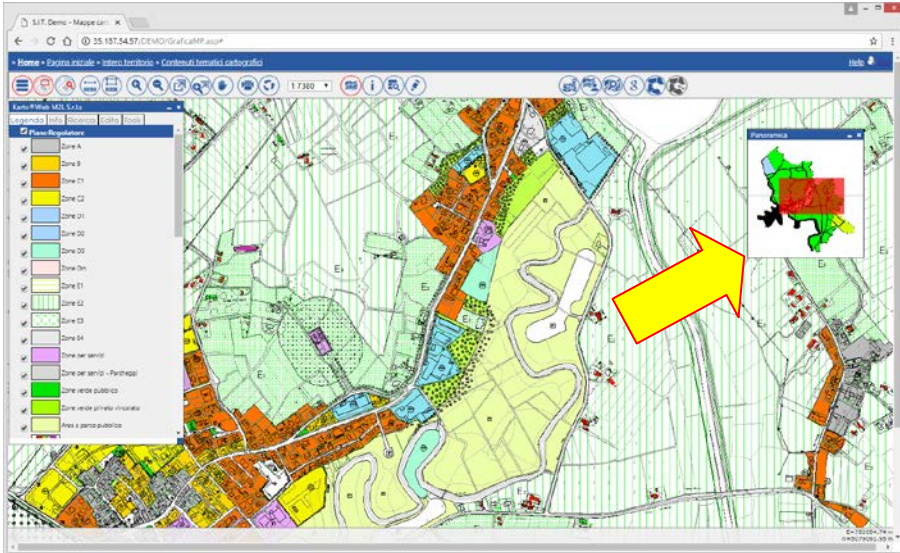 S.I.T. Demo - Mappe cart
35.187.54.57/DEMO/GraficaMP.asp#
» Home » Pagina iniziale » Intero territorio » Contenuti tematici cartografici
Help
1:7380
Karto®Web M2L S.r.l.s
Legenda Info Ricerca Edita Tools
Piano Regolatore
Zone A
Zone B
Zone C1
Zone C2
Zone D1
Zone D2
Zone D3
Zone Dm
Zone E1
Zone E2
Zone E3
Zone E4
Zone per servizi
Zone per servizi - Parcheggi
Zone verde pubblico
Zone verde privato vincolato
Area a parco pubblico
Panoramica